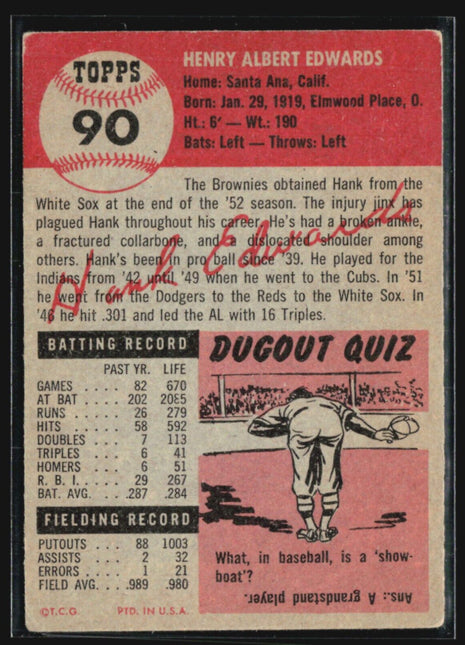 TOPPS
90
HENRY ALBERT EDWARDS
Home: Santa Ana, Calif.
Born: Jan. 29, 1919, Elmwood Place, O.
Ht.: 6' — Wt.: 190
Bats: Left — Throws: Left
The Brownies obtained Hank from the
White Sox at the end of the '52 season. The injury jinx has
plagued Hank throughout his career. He's had a broken ankle,
a fractured collarbone, and a dislocated shoulder among
others. Hank's been in pro ball since '39. He played for the
Indians from '42 until '49 when he went to the Cubs. In '51
he went from the Dodgers to the Reds to the White Sox. In
'46 he hit .301 and led the AL with 16 Triples.
Hank Edwards
BATTING RECORD
PAST YR. LIFE
GAMES . . . . 82 670
AT BAT . . . . 202 2085
RUNS . . . . 26 279
HITS . . . . 58 592
DOUBLES . . . 7 113
TRIPLES . . . 6 41
HOMERS . . . 6 51
R. B. I. . . . . 29 267
BAT. AVG. . . . .287 .284
FIELDING RECORD
PUTOUTS . . . 88 1003
ASSISTS . . . 2 32
ERRORS . . . . 1 21
FIELD AVG. . . . .989 .980
©T.C.G. PTD. IN U.S.A.
DUGOUT QUIZ
What, in baseball, is a 'show-
boat'?
Ans.: A grandstand player.